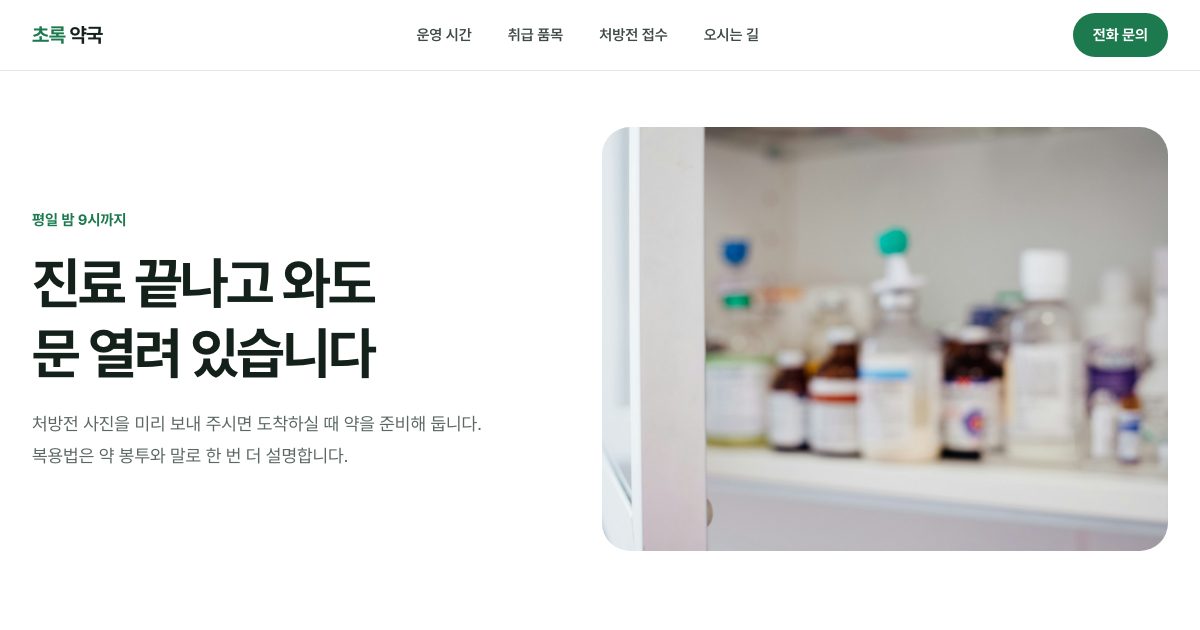 초록 약국
운영 시간
취급 품목
처방전 접수
오시는 길
전화 문의
평일 밤 9시까지
진료 끝나고 와도
문 열려 있습니다
처방전 사진을 미리 보내 주시면 도착하실 때 약을 준비해 둡니다.
복용법은 약 봉투와 말로 한 번 더 설명합니다.